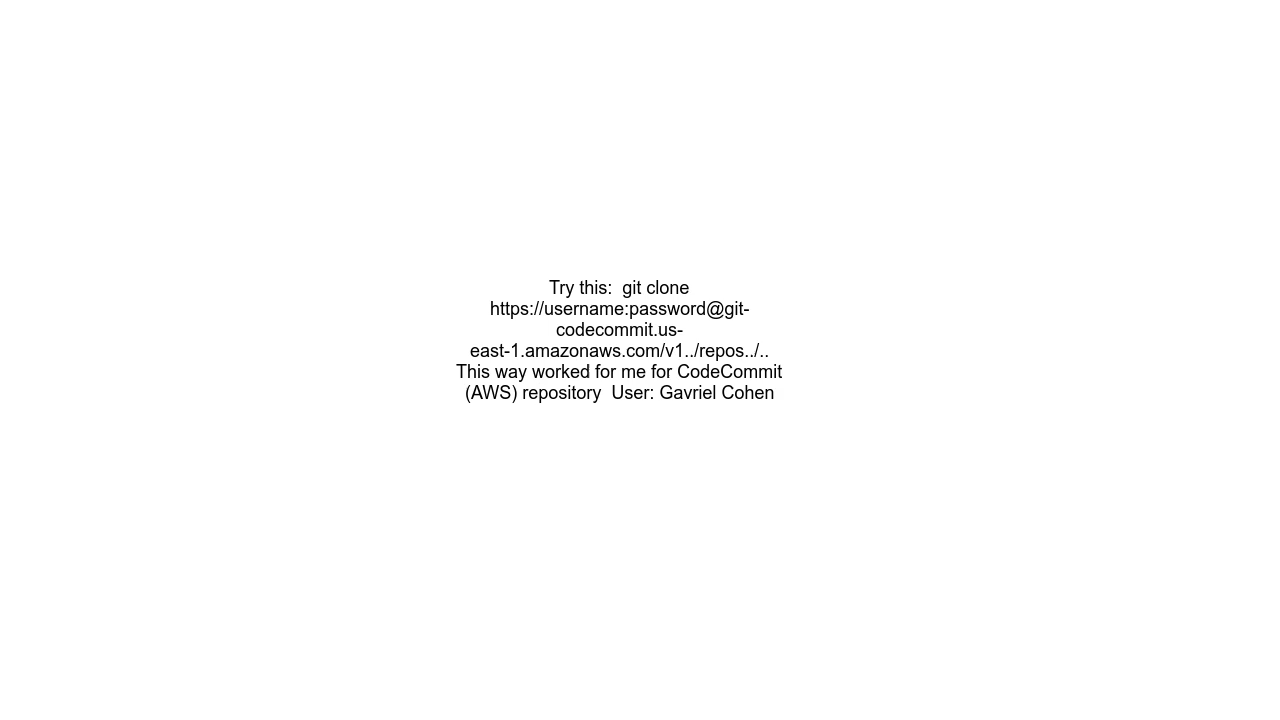 Try this:  git clone
https://username:password@git-
codecommit.us-
east-1.amazonaws.com/v1../repos../..
This way worked for me for CodeCommit
(AWS) repository  User: Gavriel Cohen